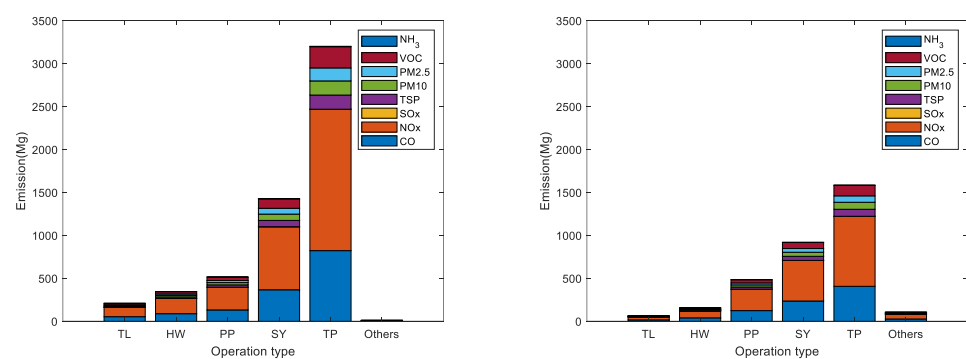 3500
3000
2500
2000
1500
1000
500
0
Emission(Mg)
NH3
VOC
PM2.5
PM10
TSP
SOx
NOx
CO
TL HW PP SY TP Others
Operation type
3500
3000
2500
2000
1500
1000
500
0
Emission(Mg)
NH3
VOC
PM2.5
PM10
TSP
SOx
NOx
CO
TL HW PP SY TP Others
Operation type